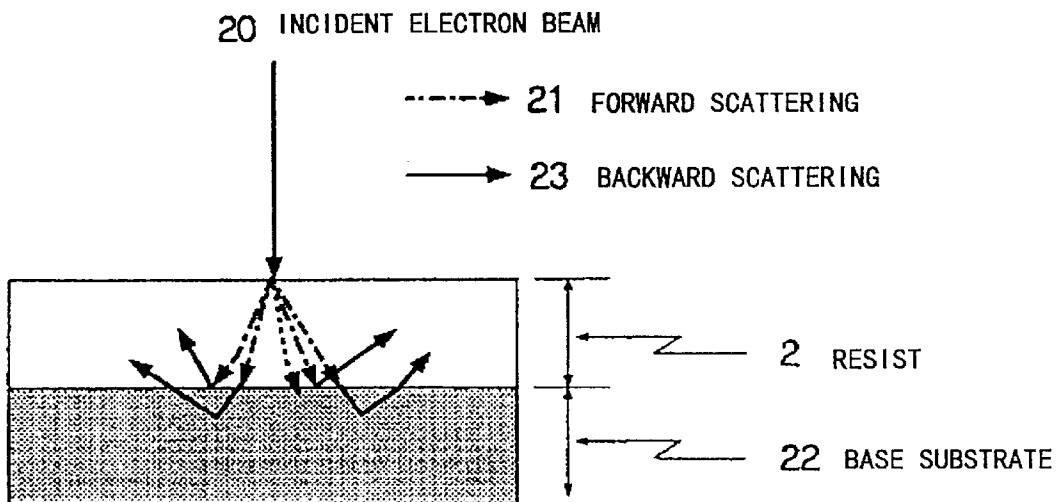 20 INCIDENT ELECTRON BEAM
21 FORWARD SCATTERING
23 BACKWARD SCATTERING
2 RESIST
22 BASE SUBSTRATE